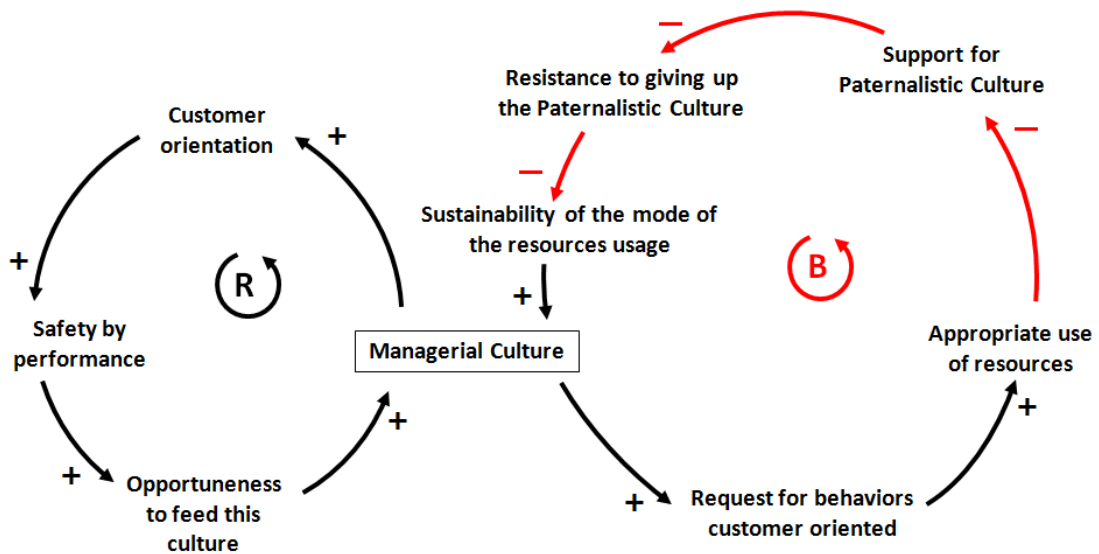 Support for
Paternalistic Culture
–
Resistance to giving up
the Paternalistic Culture
–
Customer
orientation
+
–
Sustainability of the mode of
the resources usage
+
R
B
+
Safety by
performance
Managerial Culture
Appropriate use
of resources
+
+
+
Opportuneness
to feed this
culture
+
Request for behaviors
customer oriented